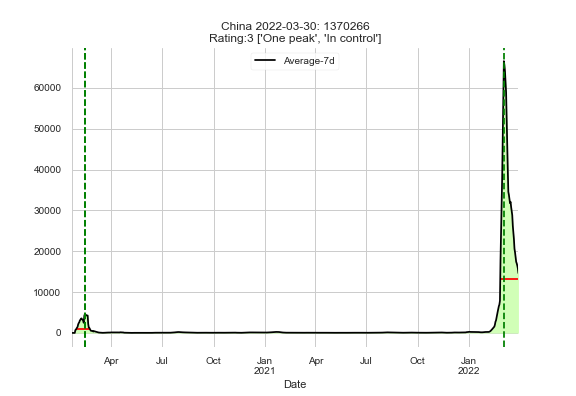 China 2022-03-30: 1370266
Rating:3 ['One peak', 'In control']
Average-7d
60000
50000
40000
30000
20000
10000
0
Apr Jul Oct Jan Apr Jul Oct Jan
2021 2022
Date